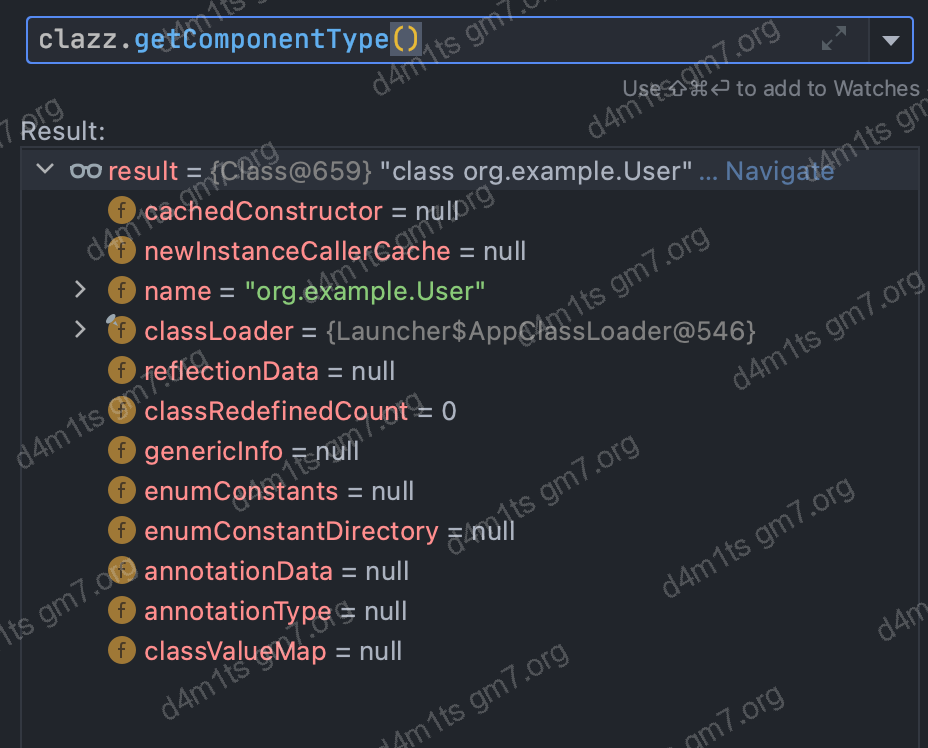 clazz.getComponentType()
Use ⇧⌘⏎ to add to Watches
Result:
result = {Class@659} "class org.example.User" ... Navigate
f cachedConstructor = null
f newInstanceCallerCache = null
f name = "org.example.User"
f classLoader = {Launcher$AppClassLoader@546}
f reflectionData = null
f classRedefinedCount = 0
f genericInfo = null
f enumConstants = null
f enumConstantDirectory = null
f annotationData = null
f annotationType = null
f classValueMap = null
d4m1ts gm7.org